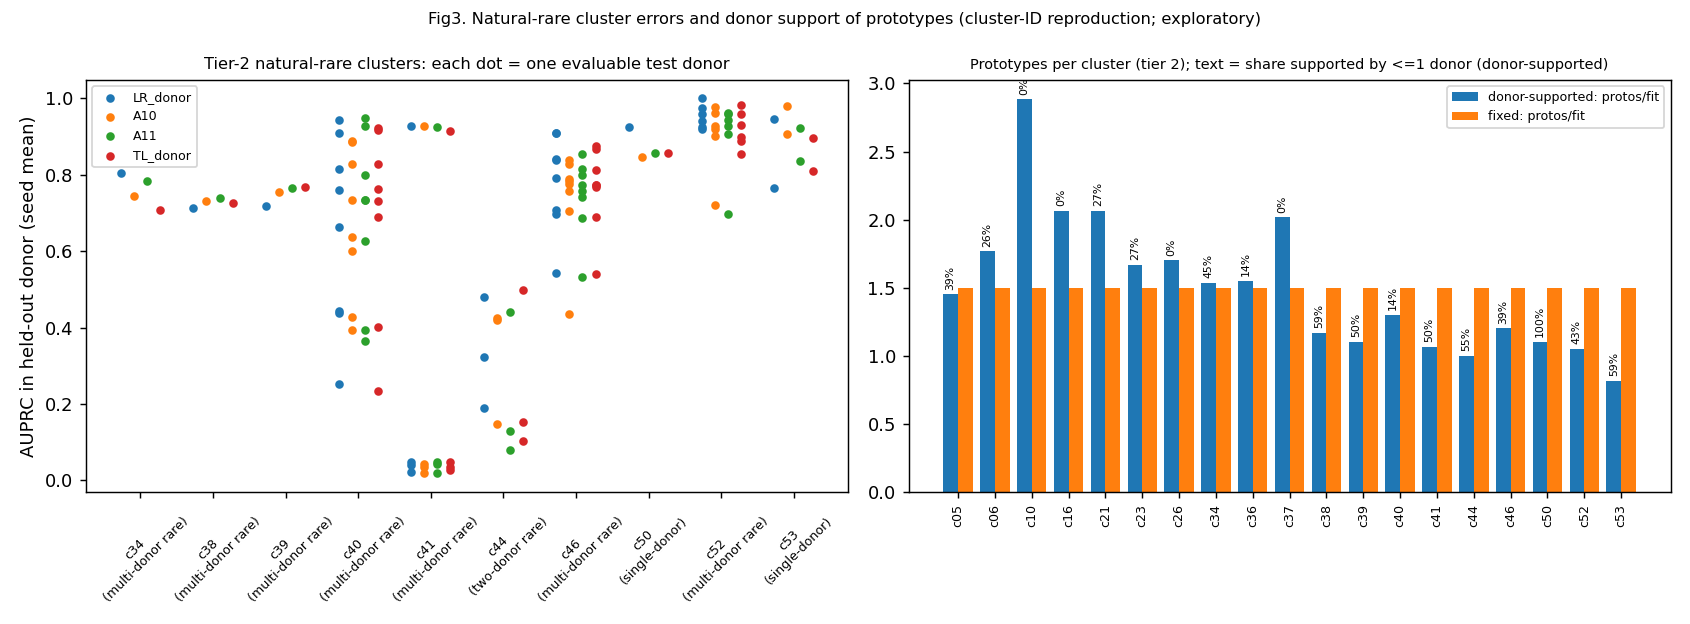 Fig3. Natural-rare cluster errors and donor support of prototypes (cluster-ID reproduction; exploratory)
Tier-2 natural-rare clusters: each dot = one evaluable test donor
LR_donor
A10
A11
TL_donor
AUPRC in held-out donor (seed mean)
1.0
0.8
0.6
0.4
0.2
0.0
c34
(multi-donor rare)
c38
(multi-donor rare)
c39
(multi-donor rare)
c40
(multi-donor rare)
c41
(multi-donor rare)
c44
(two-donor rare)
c46
(multi-donor rare)
c50
(single-donor)
c52
(multi-donor rare)
c53
(single-donor)
Prototypes per cluster (tier 2); text = share supported by <=1 donor (donor-supported)
donor-supported: protos/fit
fixed: protos/fit
3.0
2.5
2.0
1.5
1.0
0.5
0.0
39%
26%
0%
0%
27%
27%
0%
45%
14%
0%
59%
50%
14%
50%
55%
39%
100%
43%
59%
c05
c06
c10
c16
c21
c23
c26
c34
c36
c37
c38
c39
c40
c41
c44
c46
c50
c52
c53